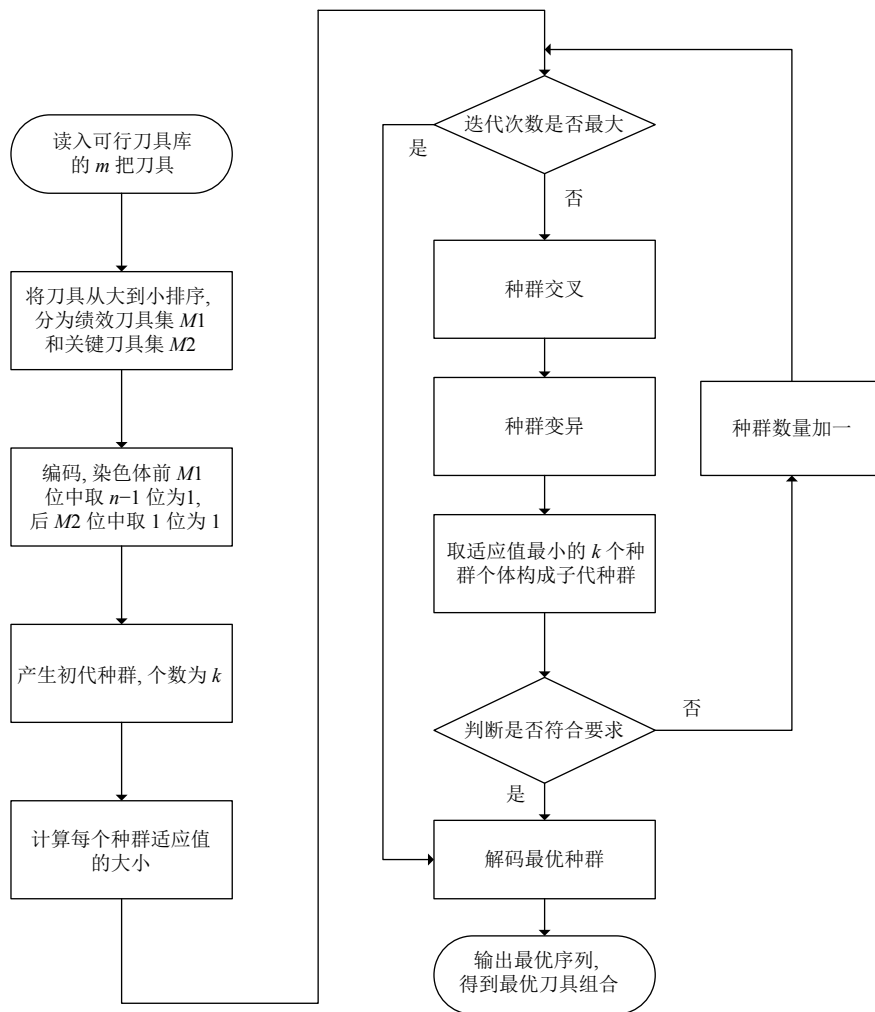 读入可行刀具库
的 m 把刀具
将刀具从大到小排序,
分为绩效刀具集 M1
和关键刀具集 M2
编码, 染色体前 M1
位中取 n−1 位为1,
后 M2 位中取 1 位为 1
产生初代种群, 个数为 k
计算每个种群适应值
的大小
迭代次数是否最大
是
否
种群交叉
种群变异
种群数量加一
取适应值最小的 k 个种
群个体构成子代种群
判断是否符合要求
否
是
解码最优种群
输出最优序列,
得到最优刀具组合